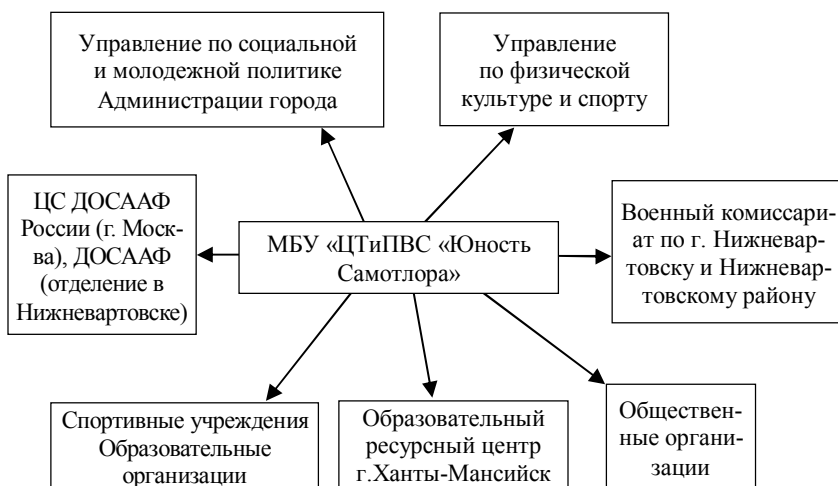 Управление по социальной
и молодежной политике
Администрации города
Управление
по физической
культуре и спорту
ЦС ДОСААФ
России (г. Моск-
ва), ДОСААФ
(отделение в
Нижневартовске)
МБУ «ЦТиПВС «Юность
Самотлора»
Военный комиссари-
ат по г. Нижневар-
товску и Нижневар-
товскому району
Спортивные учреждения
Образовательные
организации
Образовательный
ресурсный центр
г.Ханты-Мансийск
Обществен-
ные органи-
зации